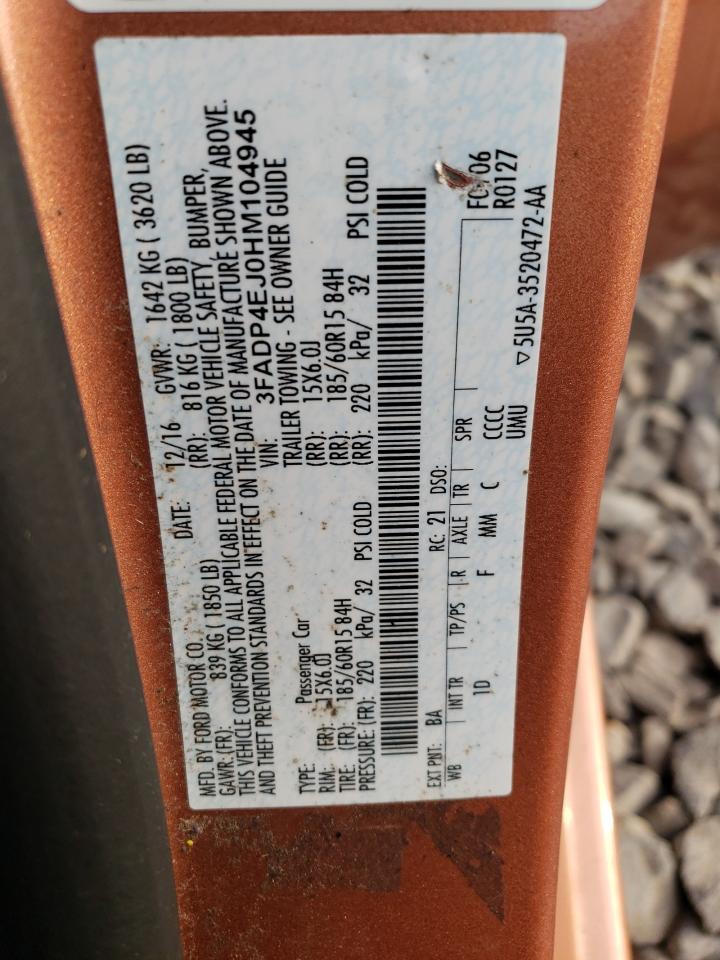 MFD. BY FORD MOTOR CO. DATE: 12/16 GVWR: 1642 KG ( 3620 LB)
GAWR: (FR): 839 KG ( 1850 LB) (RR): 816 KG ( 1800 LB)
THIS VEHICLE CONFORMS TO ALL APPLICABLE FEDERAL MOTOR VEHICLE SAFETY, BUMPER,
AND THEFT PREVENTION STANDARDS IN EFFECT ON THE DATE OF MANUFACTURE SHOWN ABOVE.
VIN: 3FADP4EJ0HM104945
TYPE: Passenger Car TRAILER TOWING - SEE OWNER GUIDE
RIM: (FR): 15X6.0J (RR): 15X6.0J
TIRE: (FR): 185/60R15 84H (RR): 185/60R15 84H
PRESSURE: (FR): 220 kPa/ 32 PSI COLD (RR): 220 kPa/ 32 PSI COLD
EXT PNT: BA RC: 21 DSO: 06
WB INT TR TP/PS R AXLE TR SPR R0127
1D F MM C CCCC
UMU
▽5U5A-3520472-AA